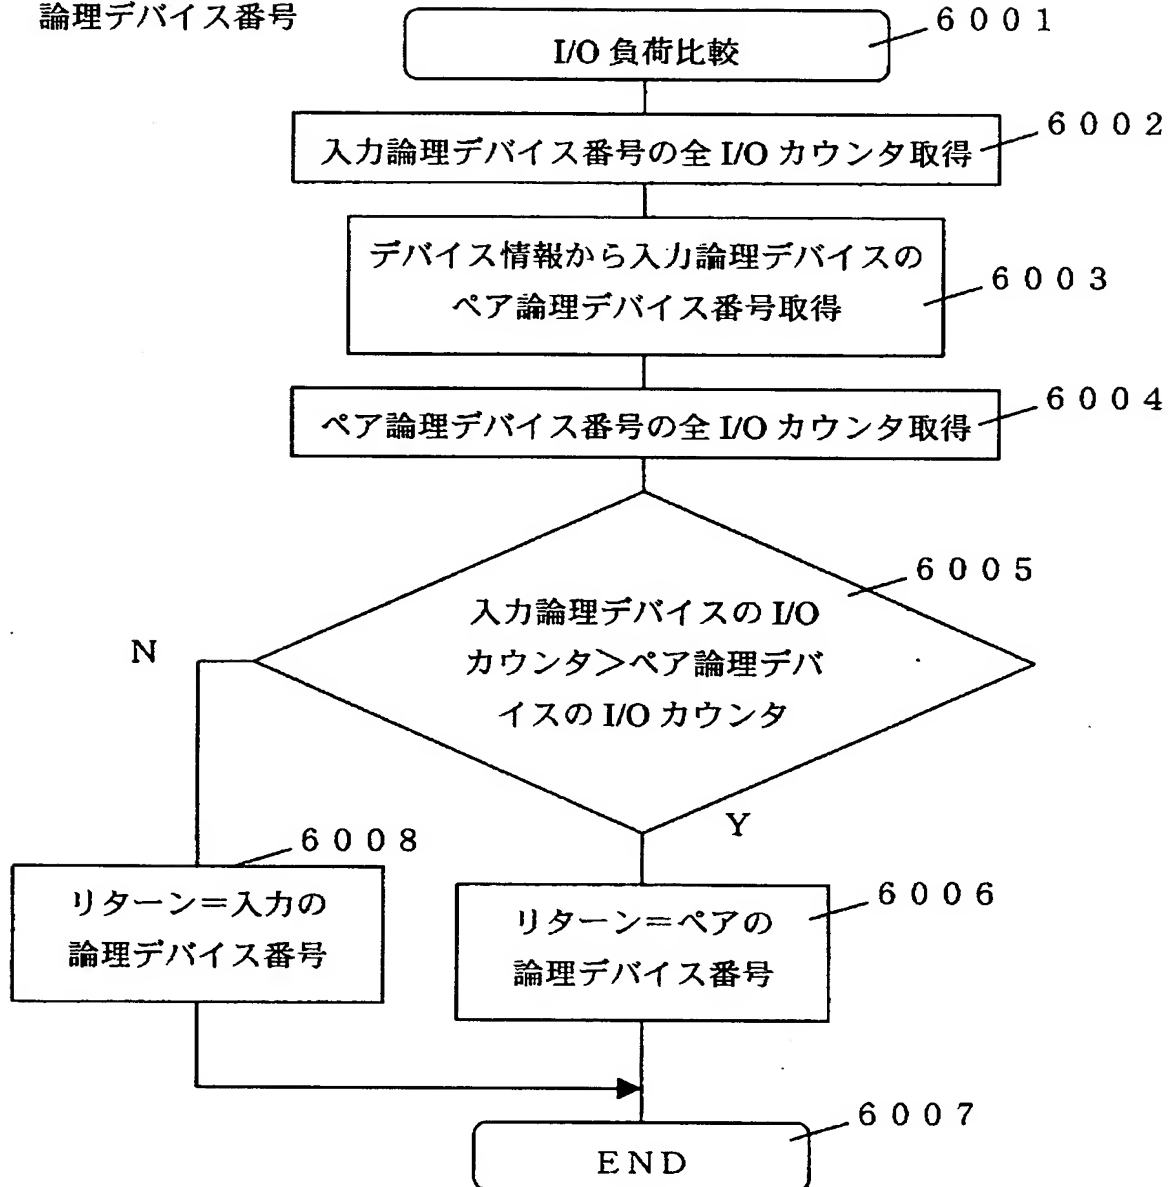 論理デバイス番号
I/O 負荷比較
6001
入力論理デバイス番号の全 I/O カウンタ取得
6002
デバイス情報から入力論理デバイスの
ペア論理デバイス番号取得
6003
ペア論理デバイス番号の全 I/O カウンタ取得
6004
入力論理デバイスの I/O
カウンタ>ペア論理デバ
イスの I/O カウンタ
6005
N
Y
リターン=入力の
論理デバイス番号
6008
リターン=ペアの
論理デバイス番号
6006
END
6007